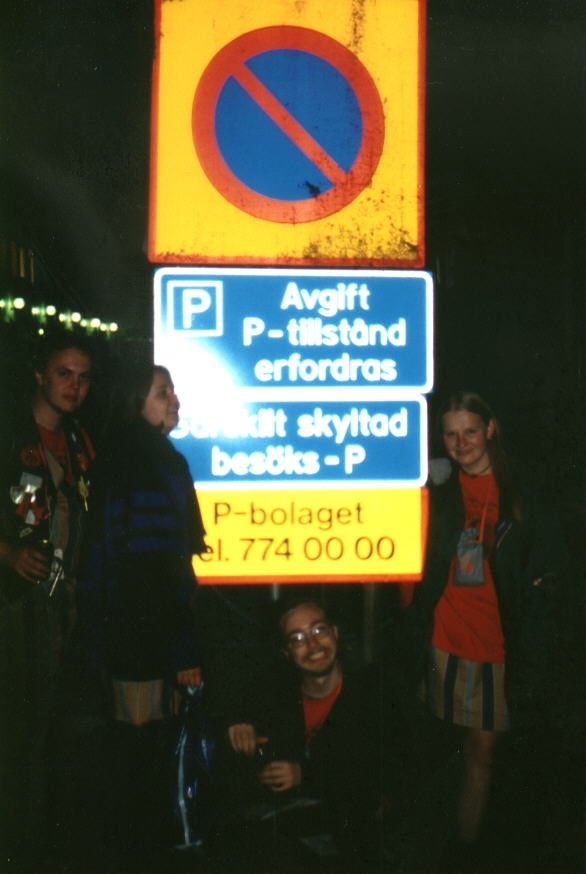 P
Avgift
P-tillstånd
erfordras
skyltad
besöks-P
P-bolaget
el. 774 00 00